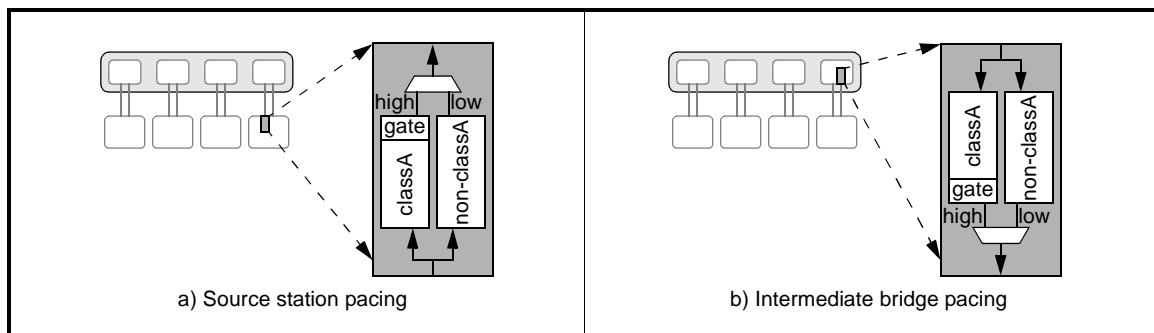 high low
gate
classA
non-classA
a) Source station pacing
classA
non-classA
gate
high low
b) Intermediate bridge pacing